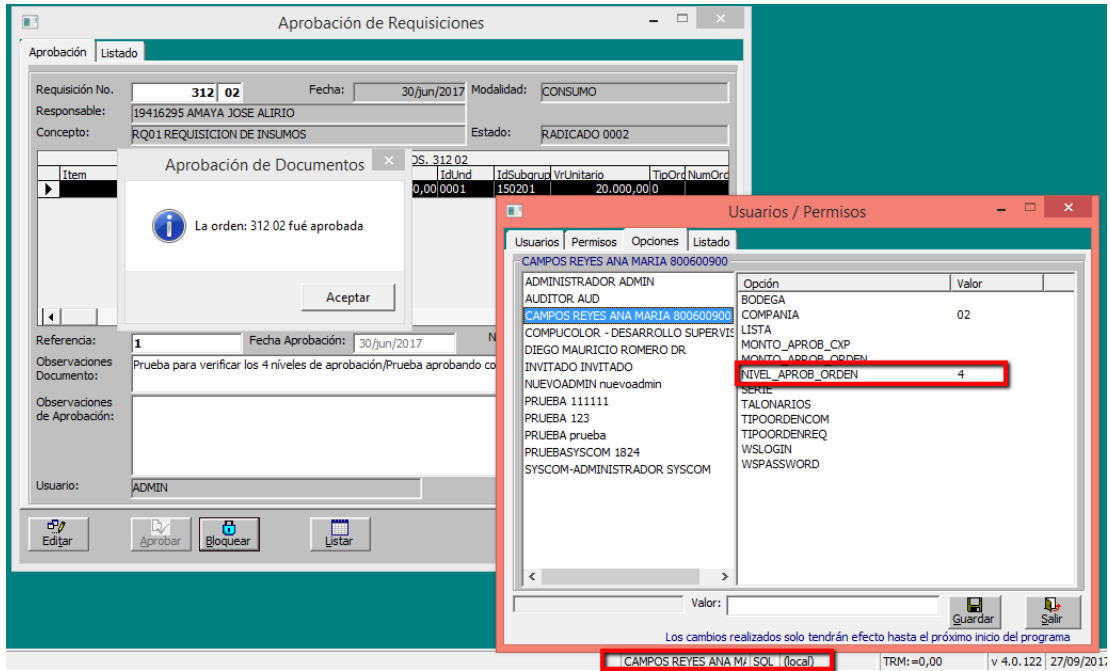 Aprobación de Requisiciones
Aprobación Listado
Requisición No. 312 02 Fecha: 30/jun/2017 Modalidad: CONSUMO
Responsable: 19416295 AMAYA JOSE ALIRIO
Concepto: RQ01 REQUISICION DE INSUMOS Estado: RADICADO 0002
OS. 312 02
Item IdUnd IdSubgrup VrUnitario TipOrd NumOrd
0,00 0001 150201 20.000,00 0
Aprobación de Documentos
La orden: 312 02 fué aprobada
Aceptar
Referencia: 1 Fecha Aprobación: 30/jun/2017 N
Observaciones Documento: Prueba para verificar los 4 níveles de aprobación/Prueba aprobando co
Observaciones de Aprobación:
Usuario: ADMIN
Editar Aprobar Bloquear Listar
Usuarios / Permisos
Usuarios Permisos Opciones Listado
CAMPOS REYES ANA MARIA 800600900
ADMINISTRADOR ADMIN
AUDITOR AUD
CAMPOS REYES ANA MARIA 800600900
COMPUCOLOR - DESARROLLO SUPERVIS
DIEGO MAURICIO ROMERO DR
INVITADO INVITADO
NUEVOADMIN nuevoadmin
PRUEBA 111111
PRUEBA 123
PRUEBA prueba
PRUEBASYSCOM 1824
SYSCOM-ADMINISTRADOR SYSCOM
Opción Valor
BODEGA
COMPANIA 02
LISTA
MONTO_APROB_CXP
MONTO_APROB_ORDEN
NIVEL_APROB_ORDEN 4
SERIE
TALONARIOS
TIPOORDENCOM
TIPOORDENREQ
WSLOGIN
WSPASSWORD
Valor:
Guardar Salir
Los cambios realizados solo tendrán efecto hasta el próximo inicio del programa
CAMPOS REYES ANA MA SQL (local) TRM:=0,00 v 4.0.122 27/09/2017